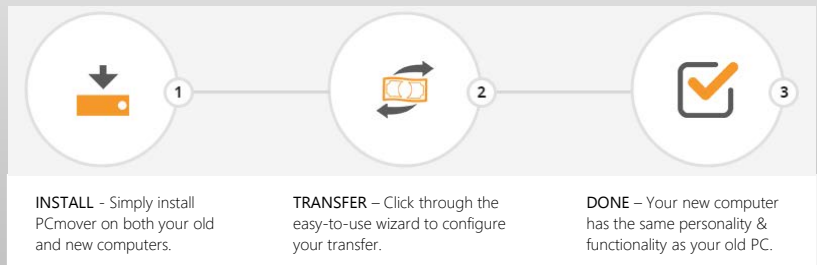 1
2
3
INSTALL - Simply install
PCmover on both your old
and new computers.
TRANSFER – Click through the
easy-to-use wizard to configure
your transfer.
DONE – Your new computer
has the same personality &
functionality as your old PC.